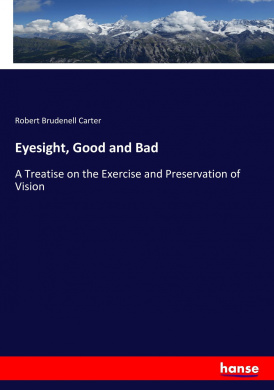 Robert Brudenell Carter
Eyesight, Good and Bad
A Treatise on the Exercise and Preservation of
Vision
hanse